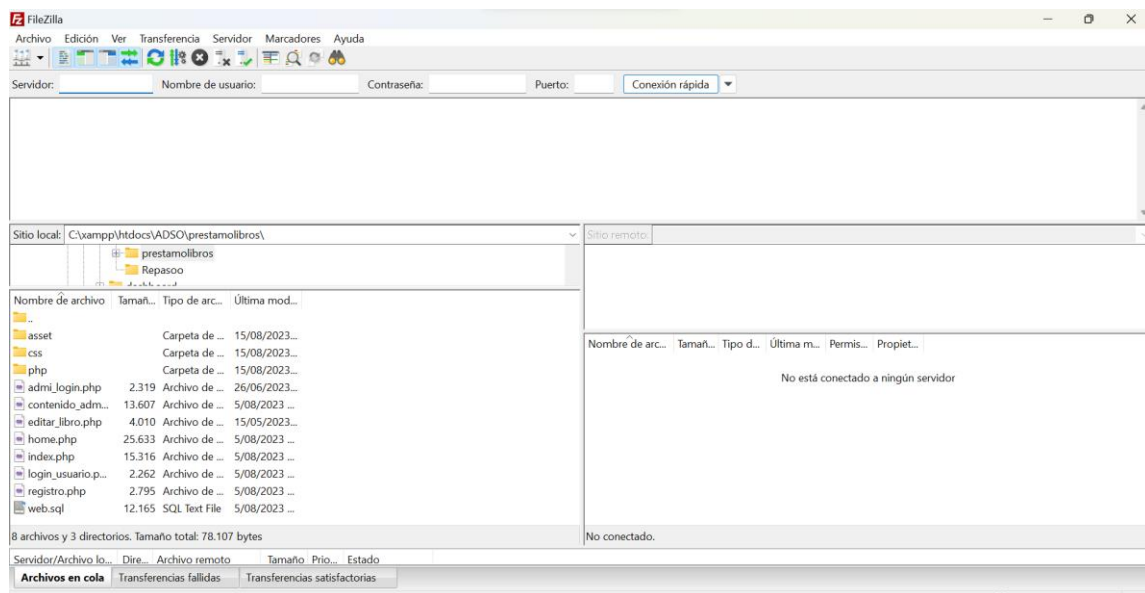 FileZilla
Archivo Edición Ver Transferencia Servidor Marcadores Ayuda
Servidor: Nombre de usuario: Contraseña: Puerto: Conexión rápida
Sitio local: C:\xampp\htdocs\ADSO\prestamolibros\
Sitio remoto:
prestamolibros
Repasoo
dashboard
Nombre de archivo Tamañ... Tipo de arc... Última mod...
..
asset Carpeta de ... 15/08/2023...
css Carpeta de ... 15/08/2023...
php Carpeta de ... 15/08/2023...
admi_login.php 2.319 Archivo de ... 26/06/2023...
contenido_adm... 13.607 Archivo de ... 5/08/2023 ...
editar_libro.php 4.010 Archivo de ... 15/05/2023...
home.php 25.633 Archivo de ... 5/08/2023 ...
index.php 15.316 Archivo de ... 5/08/2023 ...
login_usuario.p... 2.262 Archivo de ... 5/08/2023 ...
registro.php 2.795 Archivo de ... 5/08/2023 ...
web.sql 12.165 SQL Text File 5/08/2023 ...
8 archivos y 3 directorios. Tamaño total: 78.107 bytes
Nombre de arc... Tamañ... Tipo d... Última m... Permis... Propiet...
No está conectado a ningún servidor
No conectado.
Servidor/Archivo lo... Dire... Archivo remoto Tamaño Prio... Estado
Archivos en cola Transferencias fallidas Transferencias satisfactorias